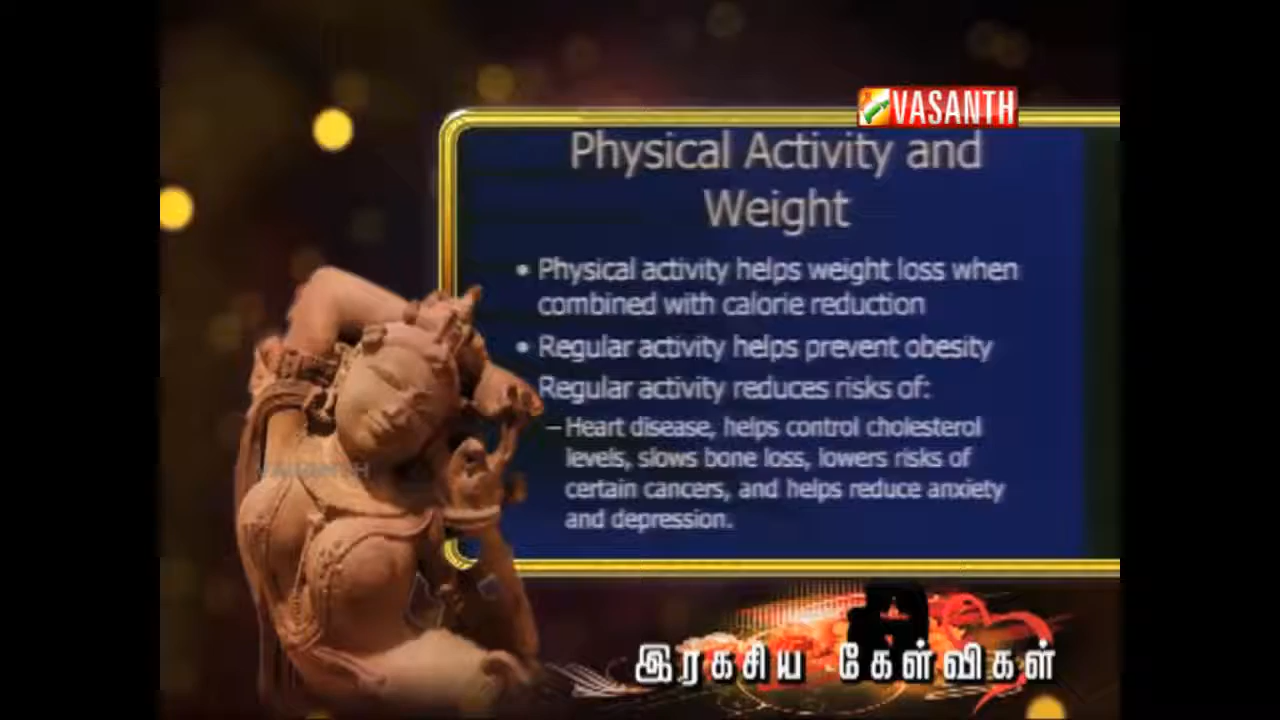 VASANTH
Physical Activity and
Weight
• Physical activity helps weight loss when
combined with calorie reduction
• Regular activity helps prevent obesity
Regular activity reduces risks of:
– Heart disease, helps control cholesterol
levels, slows bone loss, lowers risks of
certain cancers, and helps reduce anxiety
and depression.
இரகசிய கேள்விகள்